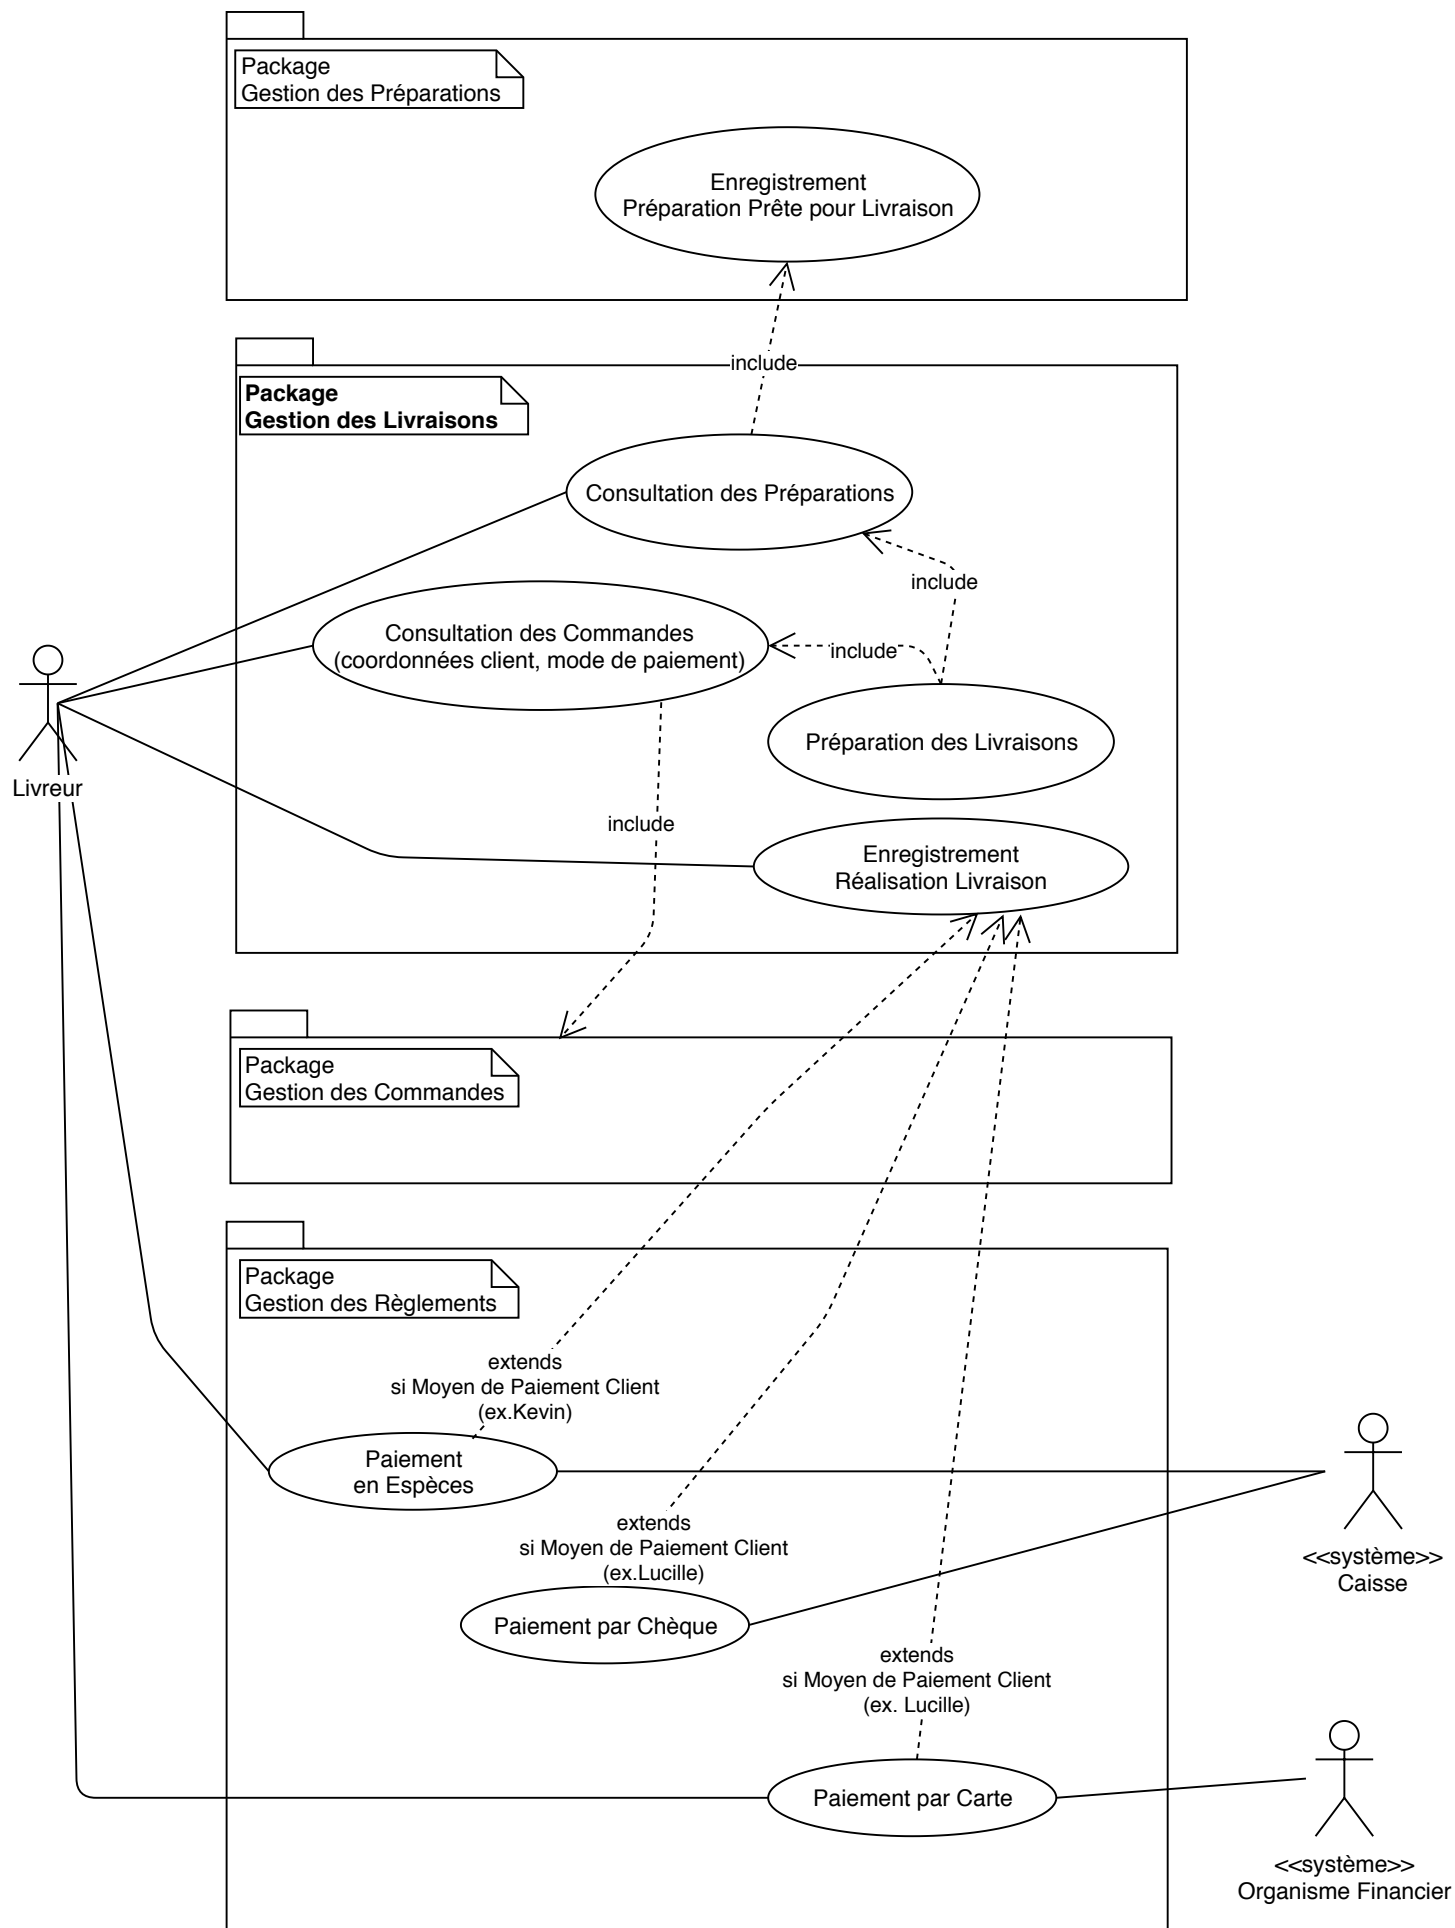 Package
Gestion des Préparations
Enregistrement
Préparation Prête pour Livraison
include
Package
Gestion des Livraisons
Consultation des Préparations
include
Consultation des Commandes
(coordonnées client, mode de paiement)
include
Préparation des Livraisons
Livreur
include
Enregistrement
Réalisation Livraison
Package
Gestion des Commandes
Package
Gestion des Règlements
extends
si Moyen de Paiement Client
(ex.Kevin)
Paiement
en Espèces
extends
si Moyen de Paiement Client
(ex.Lucille)
<<système>>
Caisse
Paiement par Chèque
extends
si Moyen de Paiement Client
(ex. Lucille)
Paiement par Carte
<<système>>
Organisme Financier